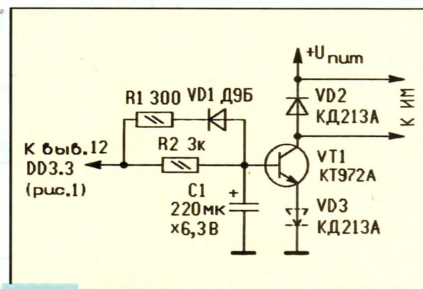 +Uпит
R1 300
VD1 Д9Б
VD2
КД213А
К ИМ
К выв.12
DD3.3
(рис.1)
R2 3к
VT1
КТ972А
C1
+
220мк
×6,3В
VD3
КД213А